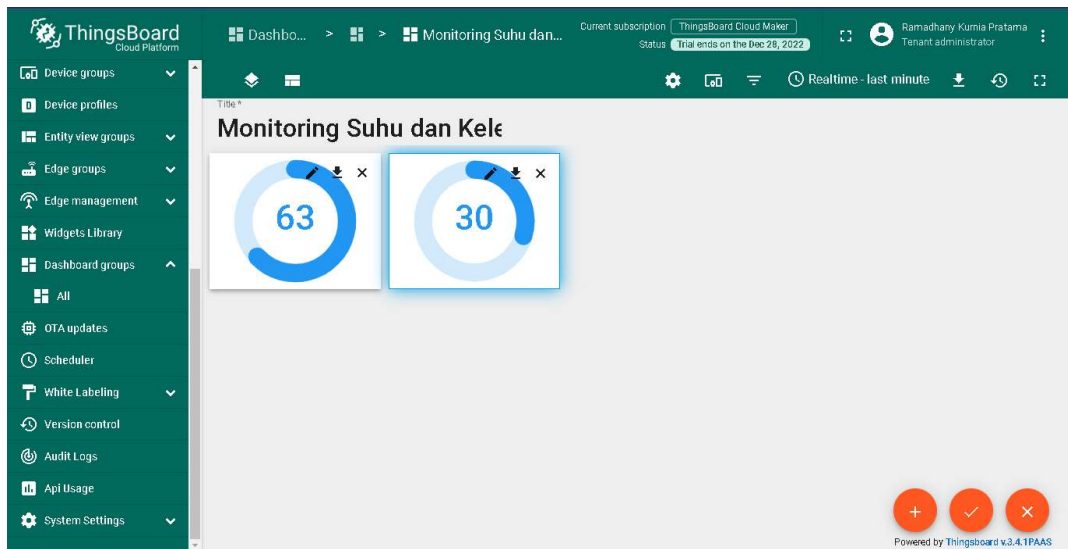 ThingsBoard
Cloud Platform
Dashbo... > > Monitoring Suhu dan...
Current subscription ThingsBoard Cloud Maker
Status Trial ends on the Dec 28, 2022
Ramadhany Kurnia Pratama
Tenant administrator
Device groups
Device profiles
Entity view groups
Edge groups
Edge management
Widgets Library
Dashboard groups
All
OTA updates
Scheduler
White Labeling
Version control
Audit Logs
Api Usage
System Settings
Realtime - last minute
Title *
Monitoring Suhu dan Kele
63
30
Powered by Thingsboard v.3.4.1PAAS